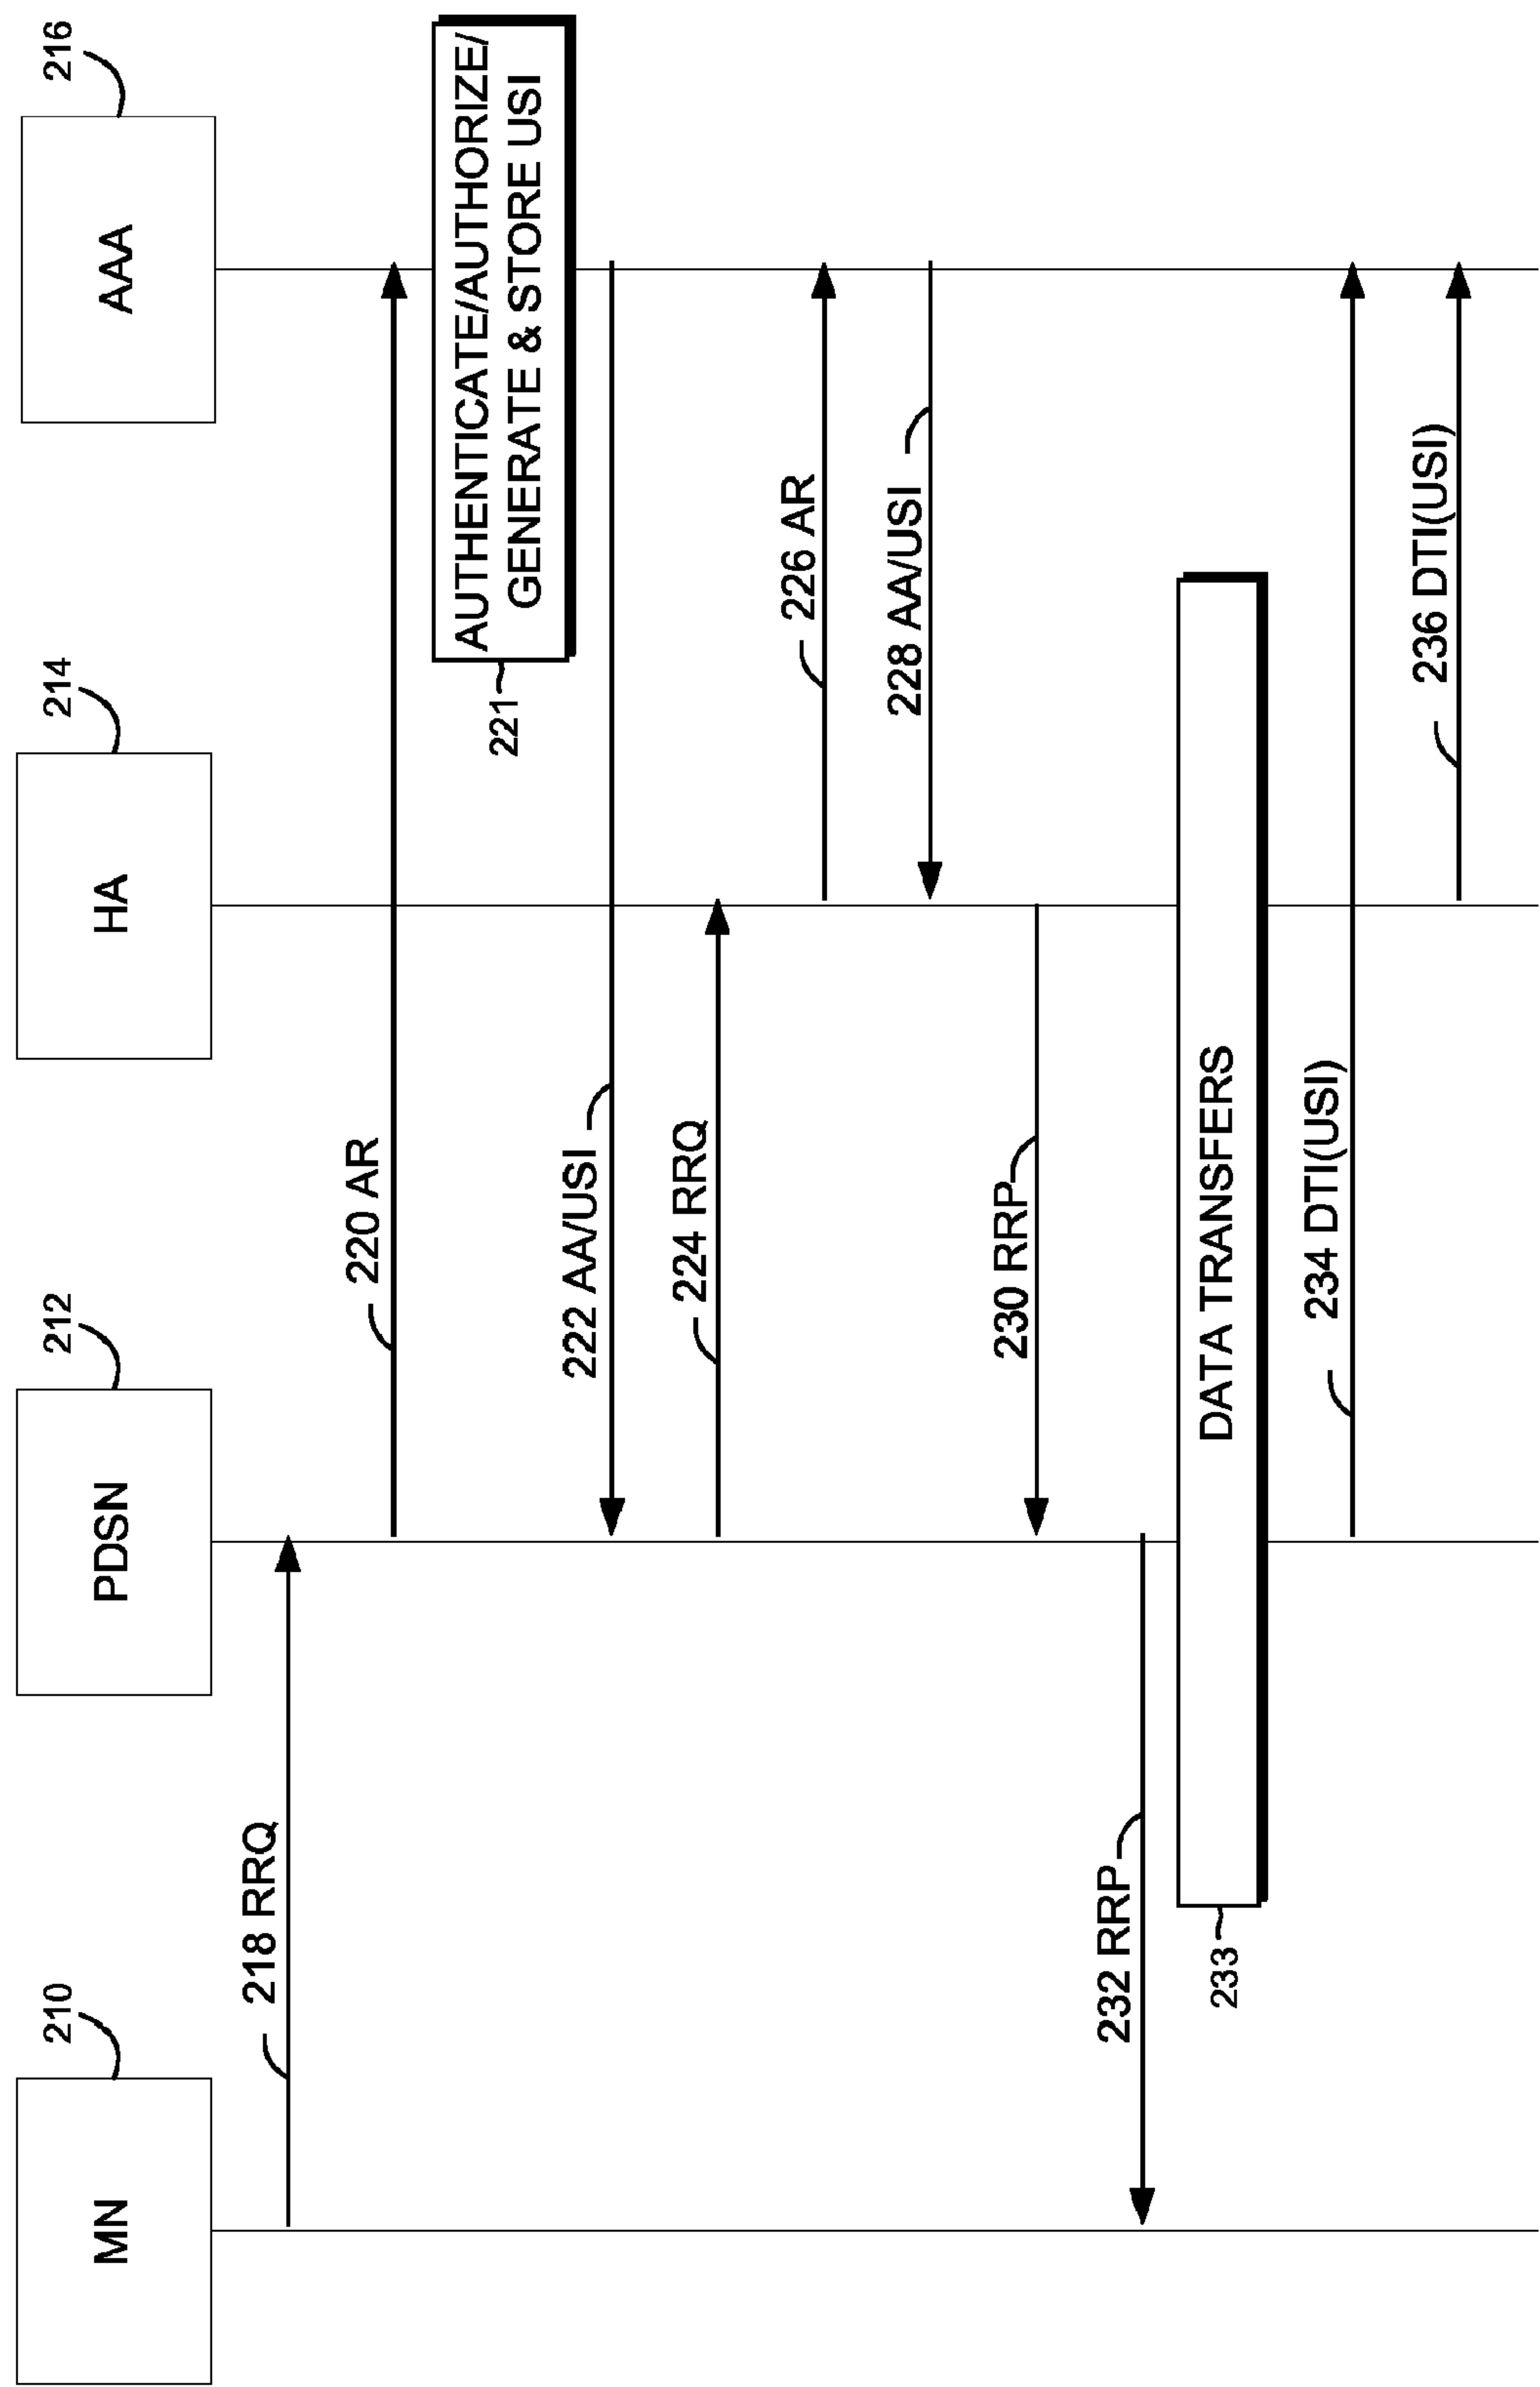 210
212
214
216
MN
PDSN
HA
AAA
218 RRQ
220 AR
AUTHENTICATE/AUTHORIZE/
GENERATE & STORE USI
221
222 AA/USI
224 RRQ
226 AR
228 AA/USI
230 RRP
232 RRP
DATA TRANSFERS
233
234 DTI(USI)
236 DTI(USI)